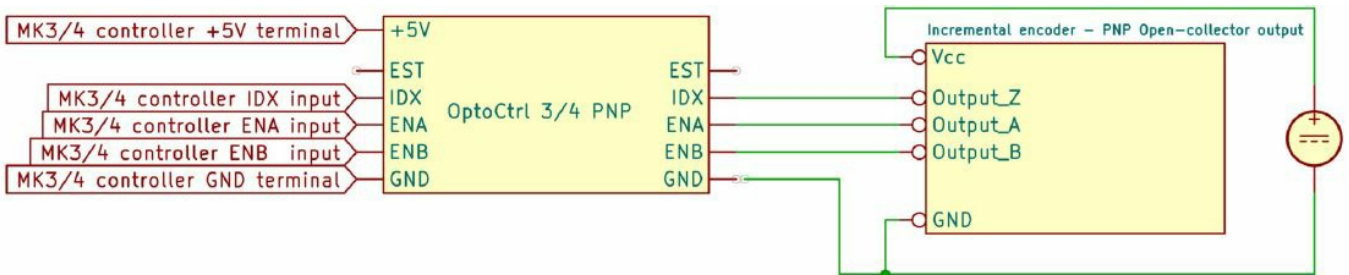 MK3/4 controller +5V terminal
MK3/4 controller IDX input
MK3/4 controller ENA input
MK3/4 controller ENB  input
MK3/4 controller GND terminal
+5V
EST
IDX
ENA
ENB
GND
OptoCtrl 3/4 PNP
EST
IDX
ENA
ENB
GND
Incremental encoder - PNP Open-collector output
Vcc
Output_Z
Output_A
Output_B
GND
+